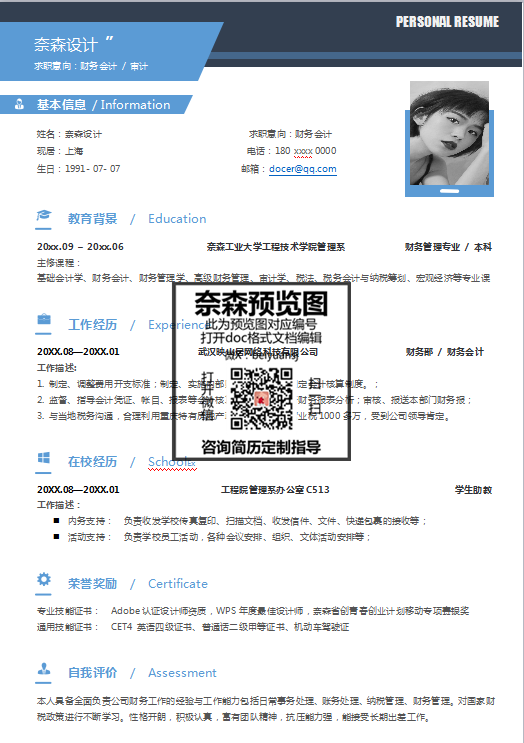 PERSONAL RESUME
奈森设计 ”
求职意向：财务会计 / 审计
基本信息 / Information
姓名：奈森设计 求职意向：财务会计
现居：上海 电话：180 xxxx 0000
生日：1991- 07- 07 邮箱：docer@qq.com
教育背景 / Education
20xx.09 – 20xx.06 奈森工业大学工程技术学院管理系 财务管理专业 / 本科
主修课程：
基础会计学、财务会计、财务管理学、高级财务管理、审计学、税法、税务会计与纳税筹划、宏观经济等专业课
奈森预览图
此为预览图对应编号
打开doc格式文档编辑
工作经历 / Experience
20XX.08—20XX.01 武汉映山居网络科技有限公司 财务部 / 财务会计
微X：beiyuansj
工作描述:
1. 制定、调整费用开支标准；制定、实施内部 会计核算制度。；
2. 监督、指导会计凭证、帐目、报表等会计核 财务报表分析；审核、报送本部门财务报；
3. 与当地税务沟通，合理利用重庆特有房地产 业税 1000 多万，受到公司领导肯定。
打开微信
扫一扫
咨询简历定制指导
在校经历 / School
20XX.08—20XX.01 工程院管理系办公室 C513 学生助教
工作描述：
■ 内务支持： 负责收发学校传真复印、扫描文档、收发信件、文件、快递包裹的接收等；
■ 活动支持： 负责学校员工活动，各种会议安排、组织、文体活动安排等；
荣誉奖励 / Certificate
专业技能证书： Adobe 认证设计师资质，WPS 年度最佳设计师，奈森省创青春创业计划移动专项赛银奖
通用技能证书： CET4 英语四级证书、普通话二级甲等证书、机动车驾驶证
自我评价 / Assessment
本人具备全面负责公司财务工作的经验与工作能力包括日常事务处理、账务处理、纳税管理、财务管理。对国家财
税政策进行不断学习。性格开朗，积极认真，富有团队精神，抗压能力强，能接受长期出差工作。